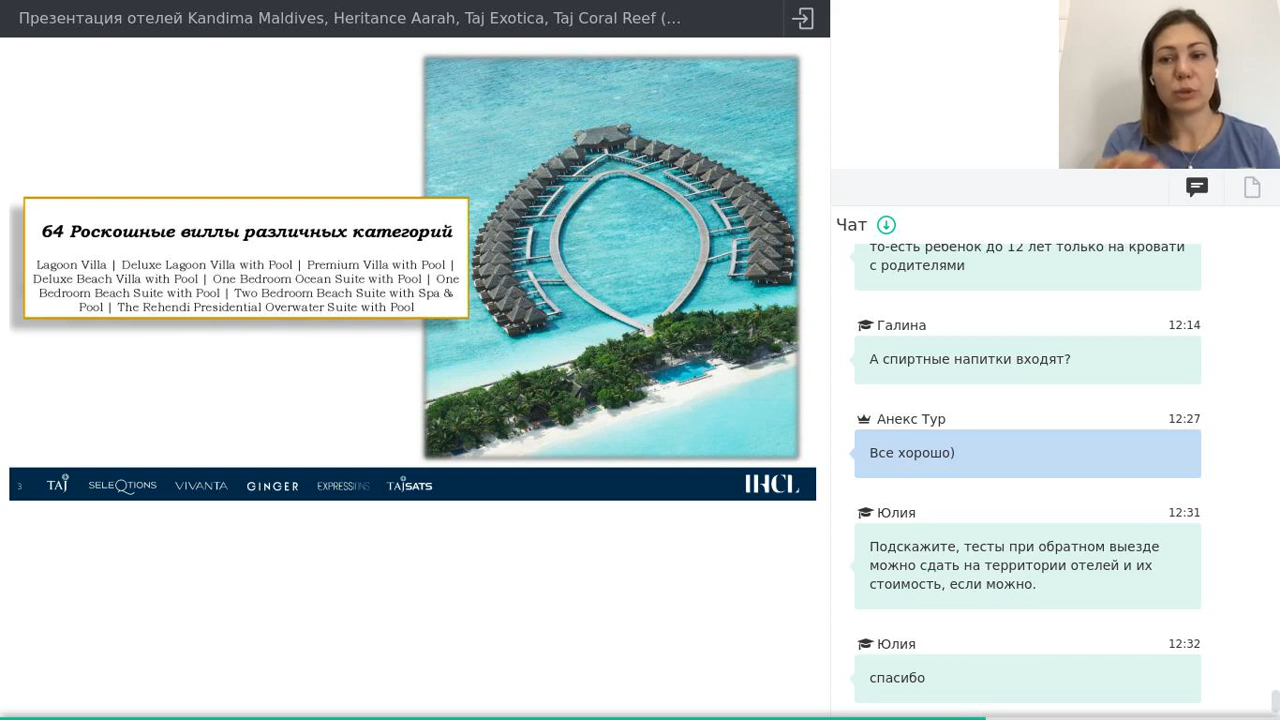 Презентация отелей Kandima Maldives, Heritance Aarah, Taj Exotica, Taj Coral Reef (...
64 Роскошные виллы различных категорий
Lagoon Villa | Deluxe Lagoon Villa with Pool | Premium Villa with Pool |
Deluxe Beach Villa with Pool | One Bedroom Ocean Suite with Pool | One
Bedroom Beach Suite with Pool | Two Bedroom Beach Suite with Spa &
Pool | The Rehendi Presidential Overwater Suite with Pool
3 TAJ SELEQTIONS VIVANTA GINGER EXPRESSIONS TAJSATS IHCL
Чат
то-есть ребенок до 12 лет только на кровати
с родителями
Галина 12:14
А спиртные напитки входят?
Анекс Тур 12:27
Все хорошо)
Юлия 12:31
Подскажите, тесты при обратном выезде
можно сдать на территории отелей и их
стоимость, если можно.
Юлия 12:32
спасибо